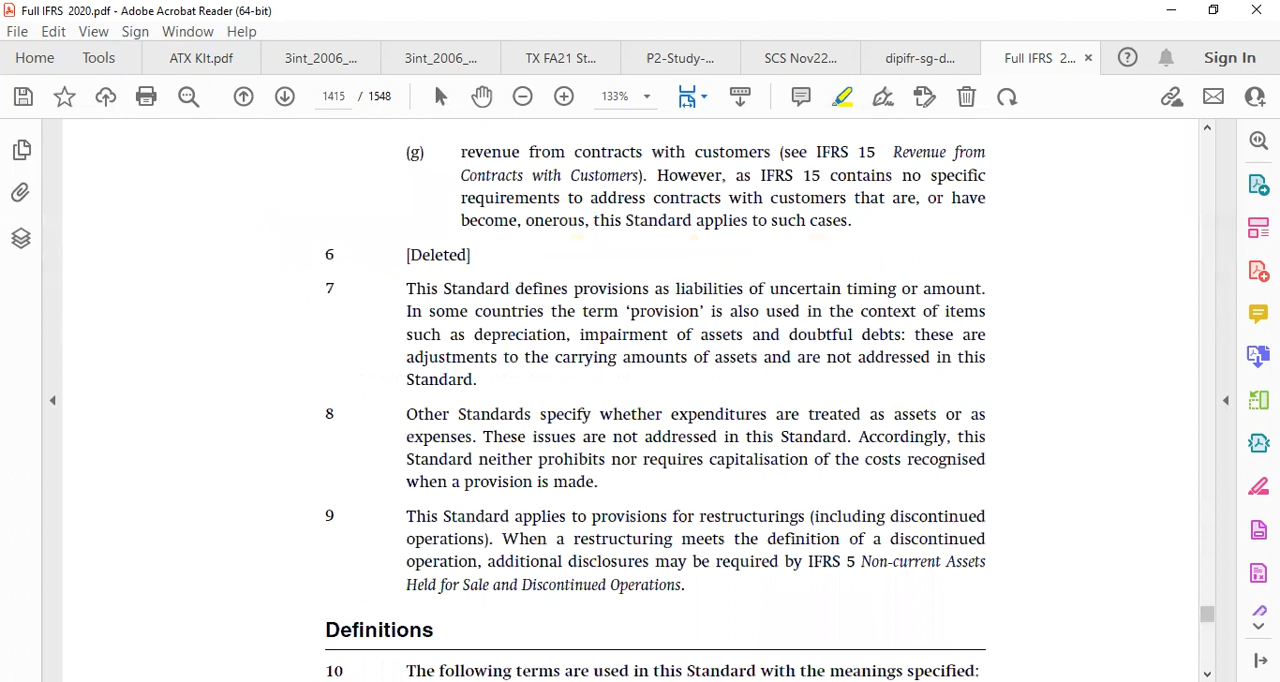 Full IFRS 2020.pdf - Adobe Acrobat Reader (64-bit)
File Edit View Sign Window Help
Home Tools ATX KIt.pdf 3int_2006_... 3int_2006_... TX FA21 St... P2-Study-... SCS Nov22... dipifr-sg-d... Full IFRS 2... × Sign In
1415 / 1548 133%
(g) revenue from contracts with customers (see IFRS 15 Revenue from
Contracts with Customers). However, as IFRS 15 contains no specific
requirements to address contracts with customers that are, or have
become, onerous, this Standard applies to such cases.
6 [Deleted]
7 This Standard defines provisions as liabilities of uncertain timing or amount.
In some countries the term ‘provision’ is also used in the context of items
such as depreciation, impairment of assets and doubtful debts: these are
adjustments to the carrying amounts of assets and are not addressed in this
Standard.
8 Other Standards specify whether expenditures are treated as assets or as
expenses. These issues are not addressed in this Standard. Accordingly, this
Standard neither prohibits nor requires capitalisation of the costs recognised
when a provision is made.
9 This Standard applies to provisions for restructurings (including discontinued
operations). When a restructuring meets the definition of a discontinued
operation, additional disclosures may be required by IFRS 5 Non-current Assets
Held for Sale and Discontinued Operations.
Definitions
10 The following terms are used in this Standard with the meanings specified: